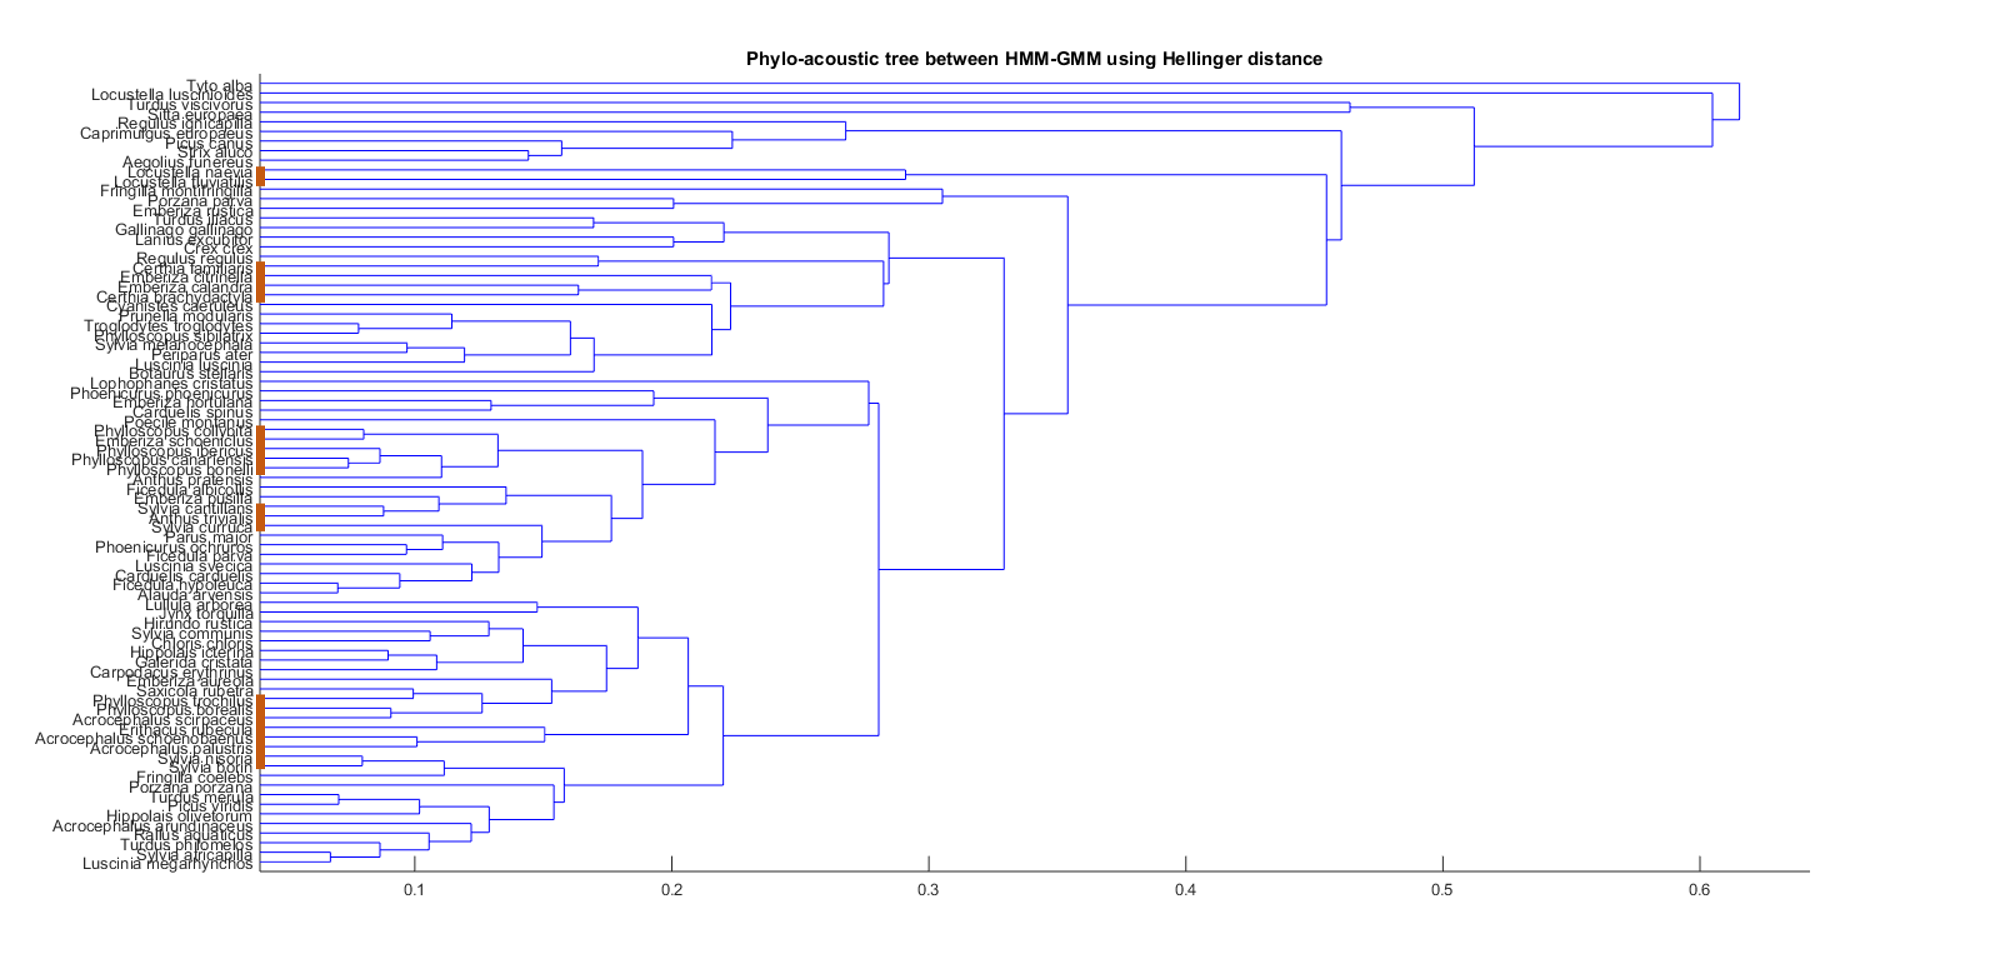 Phylo-acoustic tree between HMM-GMM using Hellinger distance
Tyto alba
Locustella luscinioides
Turdus viscivorus
Sitta europaea
Regulus ignicapilla
Caprimulgus europaeus
Picus canus
Strix aluco
Aegolius funereus
Locustella naevia
Locustella fluviatilis
Fringilla montifringilla
Porzana parva
Emberiza rustica
Turdus iliacus
Gallinago gallinago
Lanius excubitor
Crex crex
Regulus regulus
Certhia familiaris
Emberiza citrinella
Emberiza calandra
Certhia brachydactyla
Cyanistes caeruleus
Prunella modularis
Troglodytes troglodytes
Phylloscopus sibilatrix
Sylvia melanocephala
Periparus ater
Luscinia luscinia
Botaurus stellaris
Lophophanes cristatus
Phoenicurus phoenicurus
Emberiza hortulana
Carduelis spinus
Poecile montanus
Phylloscopus collybita
Emberiza schoeniclus
Phylloscopus ibericus
Phylloscopus canariensis
Phylloscopus bonelli
Anthus pratensis
Ficedula albicollis
Emberiza pusilla
Sylvia cantillans
Anthus trivialis
Sylvia curruca
Parus major
Phoenicurus ochruros
Ficedula parva
Luscinia svecica
Carduelis carduelis
Ficedula hypoleuca
Alauda arvensis
Lullula arborea
Jynx torquilla
Hirundo rustica
Sylvia communis
Chloris chloris
Hippolais icterina
Galerida cristata
Carpodacus erythrinus
Emberiza aureola
Saxicola rubetra
Phylloscopus trochilus
Phylloscopus borealis
Acrocephalus scirpaceus
Erithacus rubecula
Acrocephalus schoenobaenus
Acrocephalus palustris
Sylvia nisoria
Sylvia borin
Fringilla coelebs
Porzana porzana
Turdus merula
Picus viridis
Hippolais olivetorum
Acrocephalus arundinaceus
Rallus aquaticus
Turdus philomelos
Sylvia atricapilla
Luscinia megarhynchos
0.1 0.2 0.3 0.4 0.5 0.6